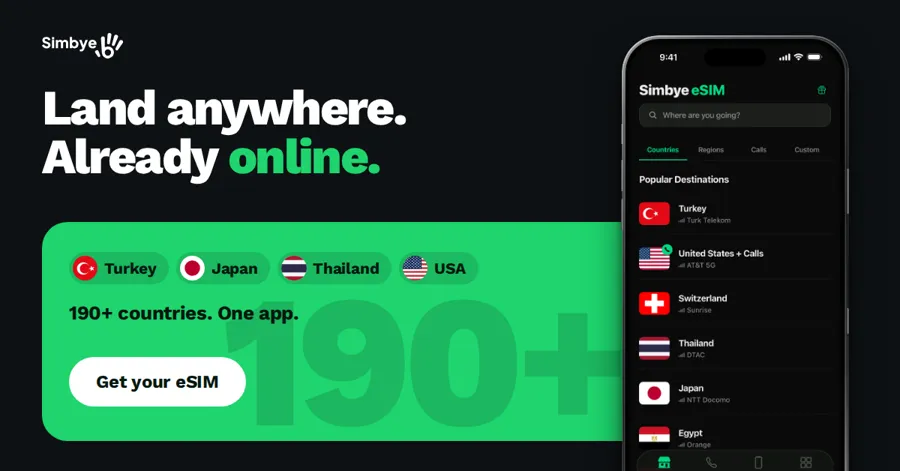 Simbye
Land anywhere.
Already online.
Turkey
Japan
Thailand
USA
190+ countries. One app.
190+
Get your eSIM
9:41
Simbye eSIM
Where are you going?
Countries
Regions
Calls
Custom
Popular Destinations
Turkey
Turk Telekom
United States + Calls
AT&T 5G
Switzerland
Sunrise
Thailand
DTAC
Japan
NTT Docomo
Egypt
Orange